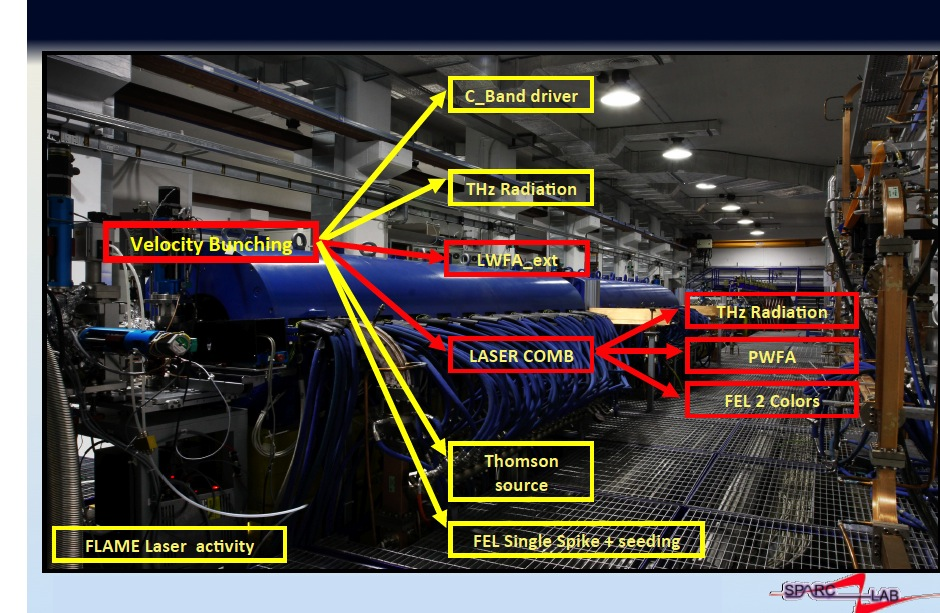 C_Band driver
THz Radiation
Velocity Bunching
LWFA_ext
THz Radiation
LASER COMB
PWFA
FEL 2 Colors
Thomson
source
FEL Single Spike + seeding
FLAME Laser activity
SPARC
LAB